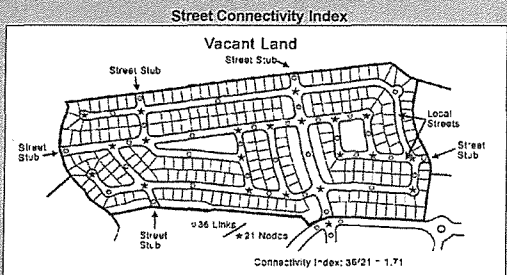 Street Connectivity Index
Vacant Land
Street Stub
Street Stub
Local
Streets
Street
Stub
Street
Stub
Street
Stub
36 Links
★21 Nodes
Connectivity Index: 36/21 = 1.71